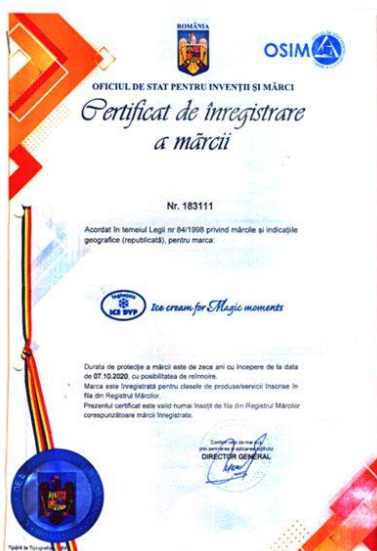 ROMÂNIA
OSIM
OFICIUL DE STAT PENTRU INVENȚII ȘI MĂRCI
Certificat de înregistrare
a mărcii
Nr. 183111
Acordat în temeiul Legii nr 84/1998 privind mărcile și indicațiile
geografice (republicată), pentru marca:
înghețata
ICE DYP
Ice cream for Magic moments
Durata de protecție a mărcii este de zece ani cu începere de la data
de 07.10.2020, cu posibilitatea de reînnoire.
Marca este înregistrată pentru clasele de produse/servicii înscrise în
fila din Registrul Mărcilor.
Prezentul certificat este valid numai însoțit de fila din Registrul Mărcilor
corespunzătoare mărcii înregistrate.
DIRECTOR GENERAL